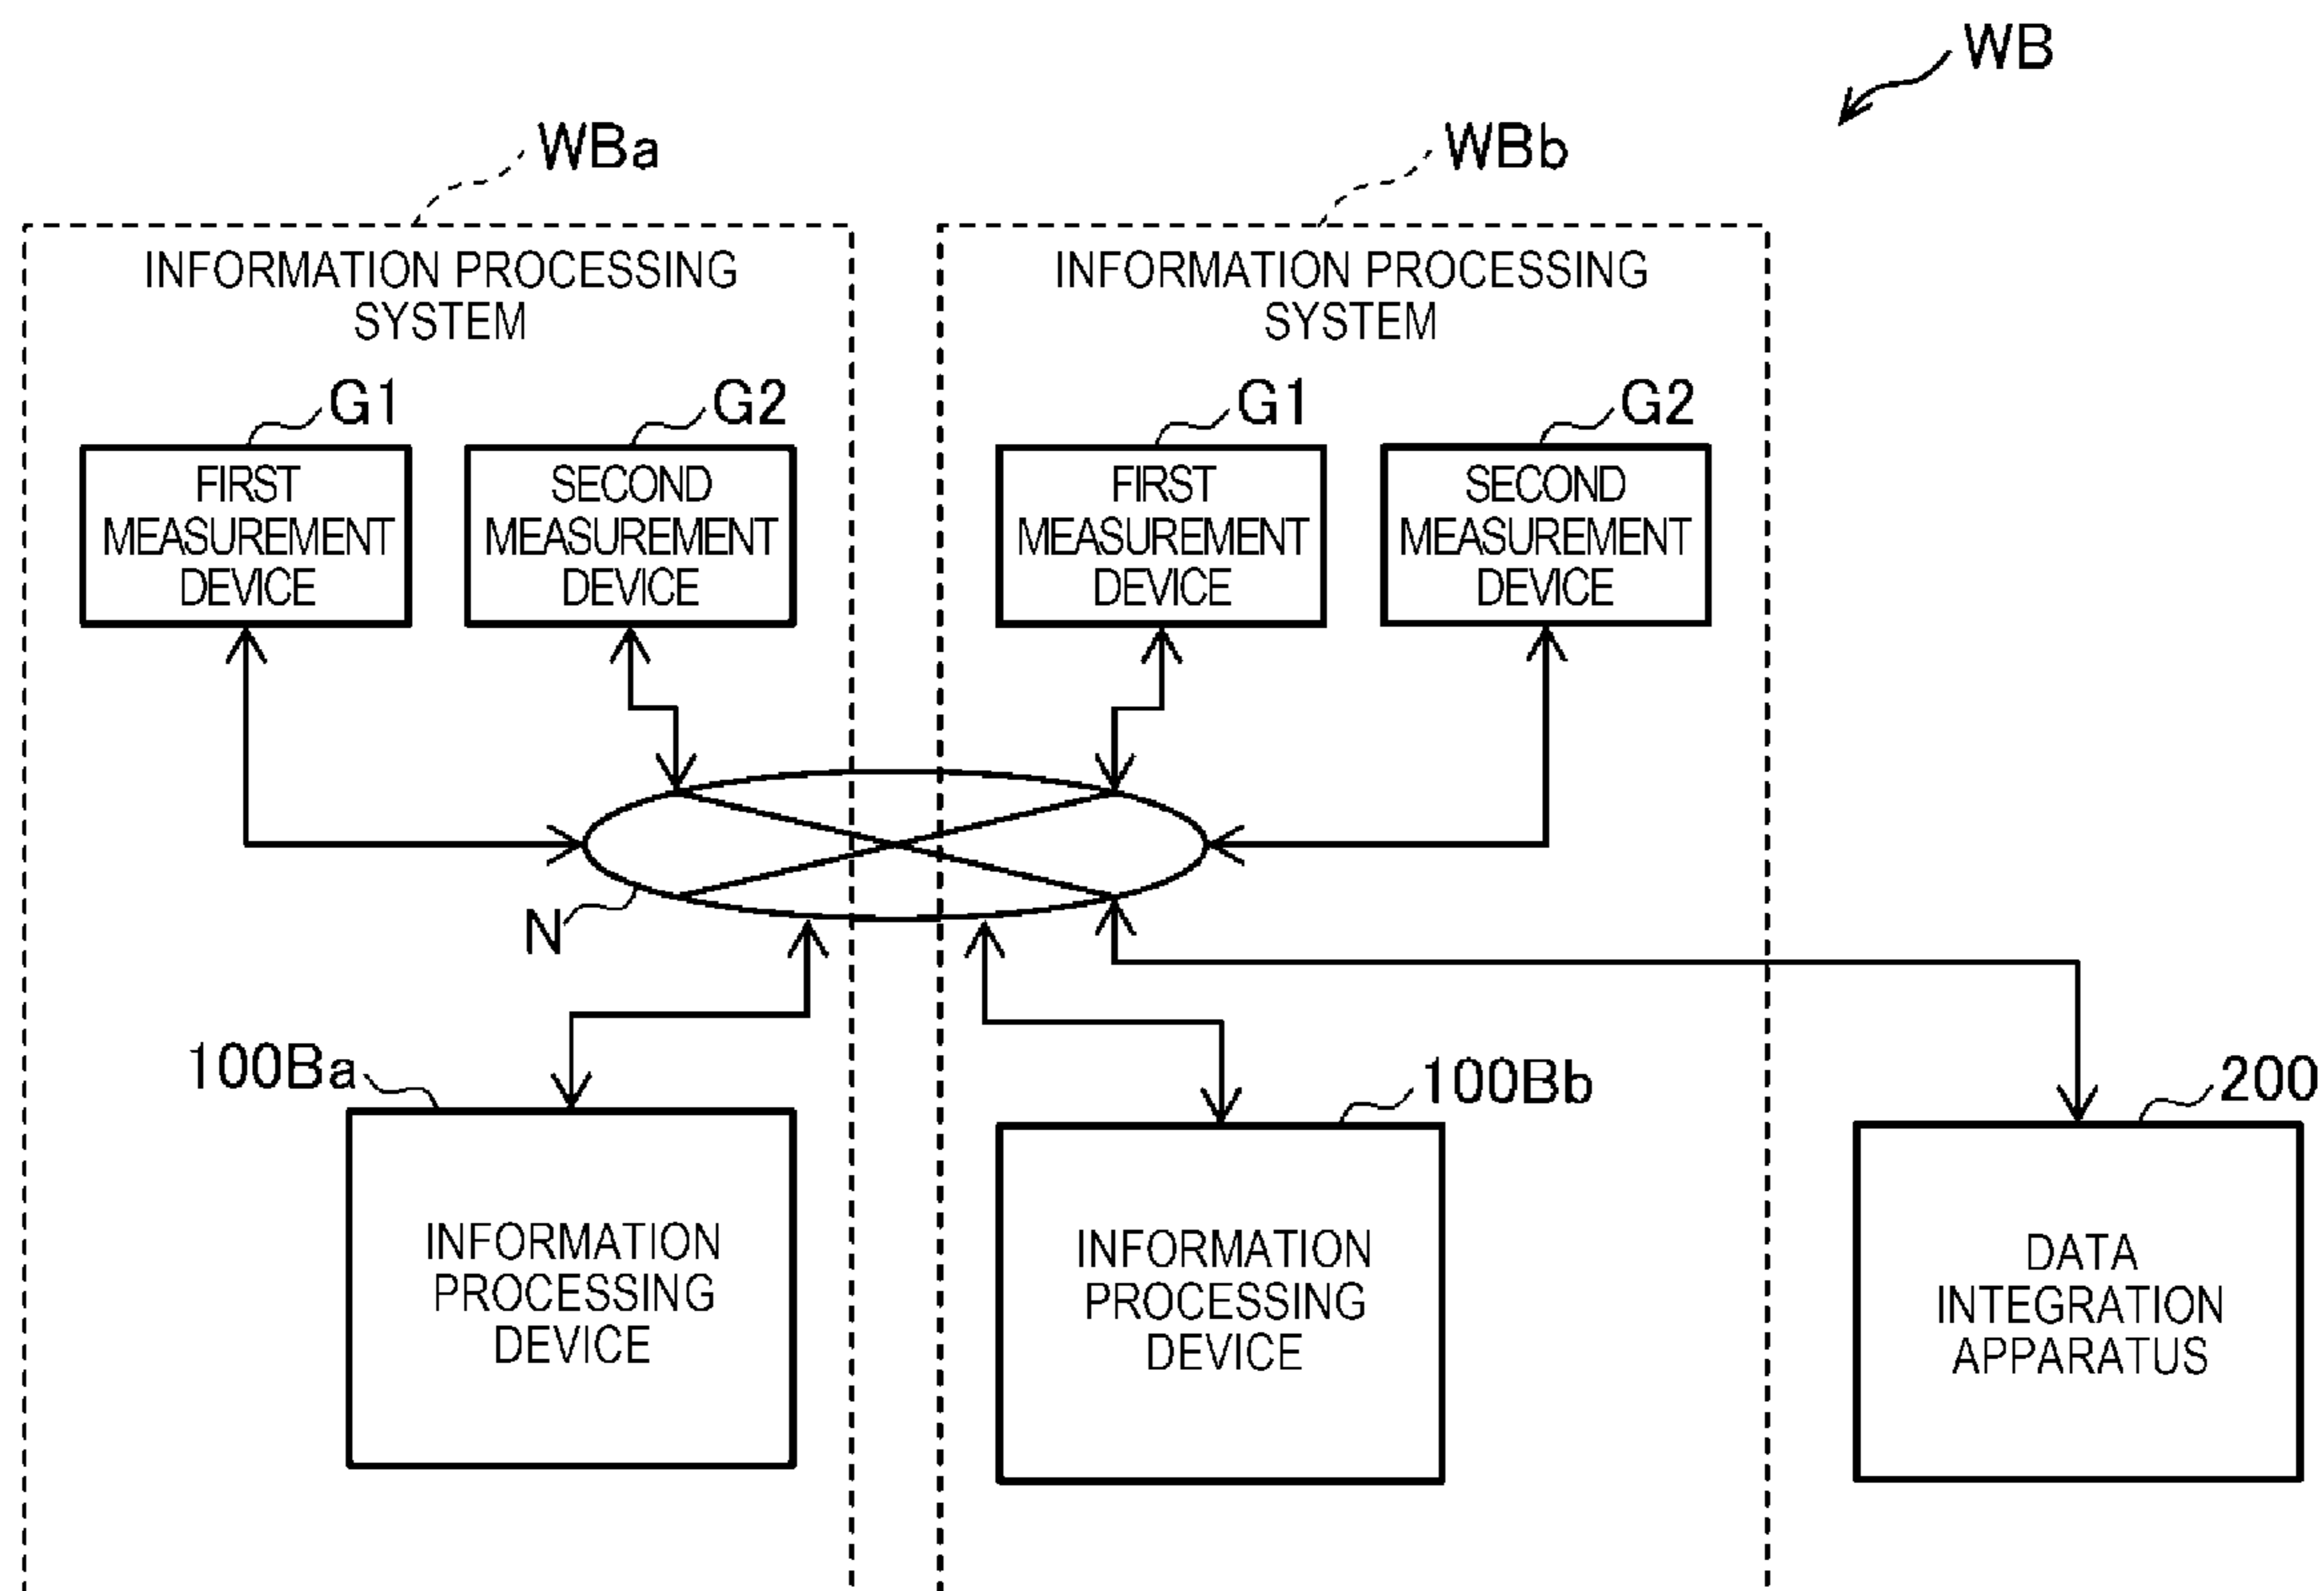 WB
WBa
WBb
INFORMATION PROCESSING
SYSTEM
INFORMATION PROCESSING
SYSTEM
G1
G2
G1
G2
FIRST
MEASUREMENT
DEVICE
SECOND
MEASUREMENT
DEVICE
FIRST
MEASUREMENT
DEVICE
SECOND
MEASUREMENT
DEVICE
N
100Ba
100Bb
200
INFORMATION
PROCESSING
DEVICE
INFORMATION
PROCESSING
DEVICE
DATA
INTEGRATION
APPARATUS